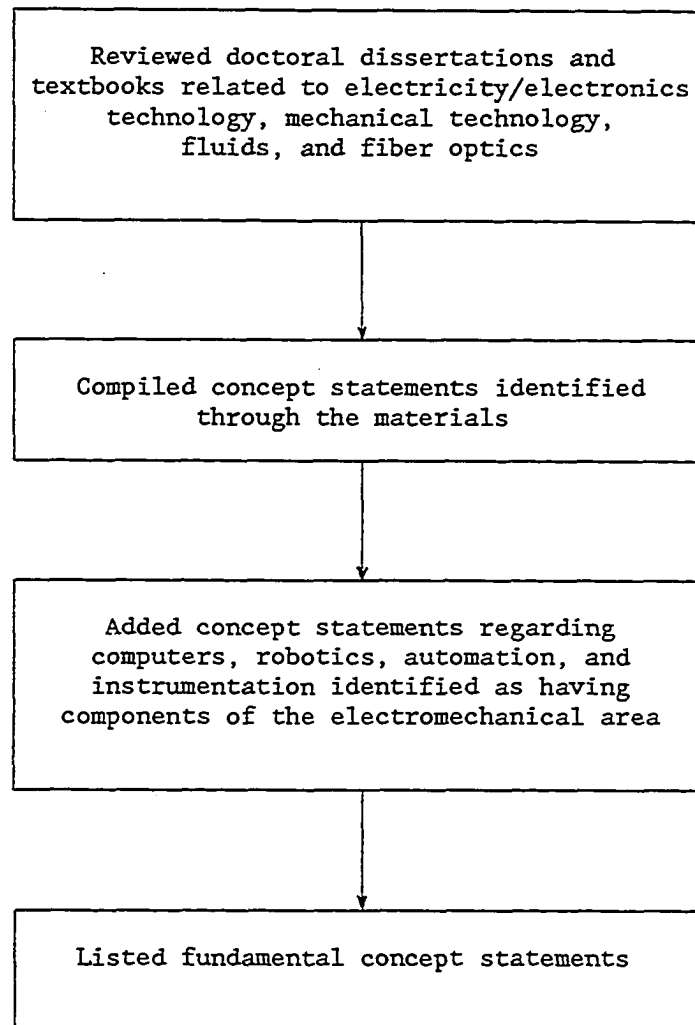 Reviewed doctoral dissertations and
textbooks related to electricity/electronics
technology, mechanical technology,
fluids, and fiber optics
Compiled concept statements identified
through the materials
Added concept statements regarding
computers, robotics, automation, and
instrumentation identified as having
components of the electromechanical area
Listed fundamental concept statements